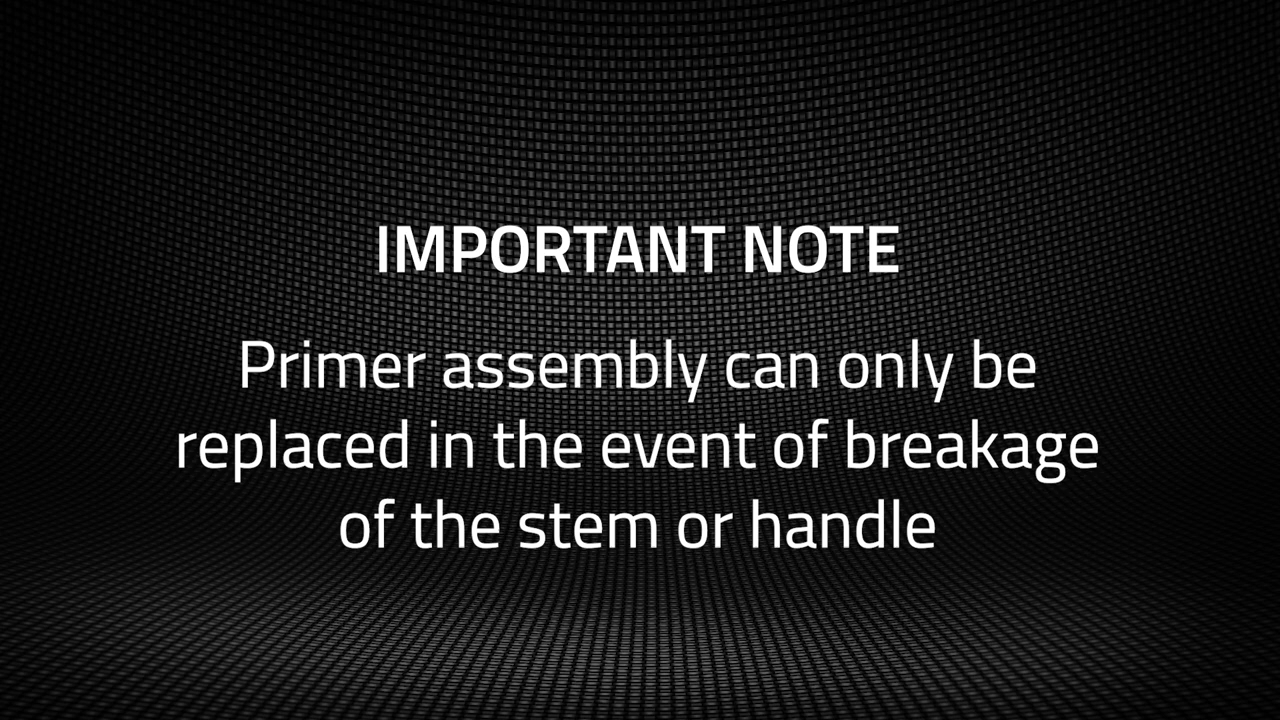 IMPORTANT NOTE
Primer assembly can only be
replaced in the event of breakage
of the stem or handle